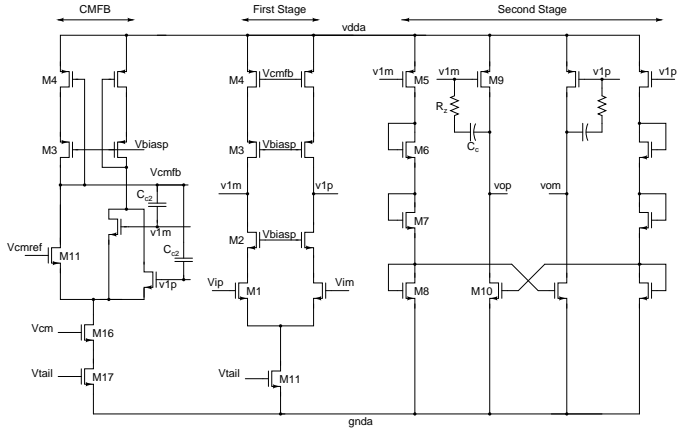 CMFB
First Stage
Second Stage
vdda
M4
M4
Vcmfb
v1m
M5
v1m
M9
v1p
v1p
Rz
Cc
M3
Vbiasp
M3
Vbiasp
M6
Vcmfb
Cc2
v1m
v1p
vop
vom
v1m
M7
Vcmref
M11
Cc2
M2
Vbiasp
v1p
Vip
M1
Vim
M8
M10
Vcm
M16
Vtail
M17
Vtail
M11
gnda